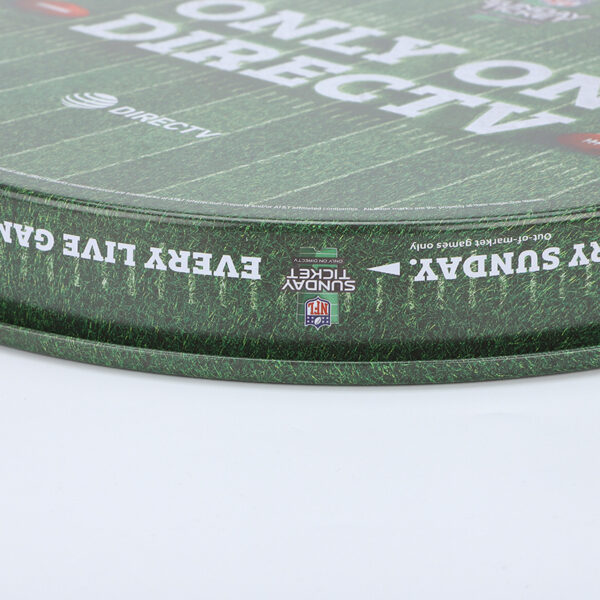 ONLY ON
DIRECTV
DIRECTV
EVERY LIVE GAM
NFL
SUNDAY
TICKET
ONLY ON DIRECTV
RY SUNDAY.
Out-of-market games only.